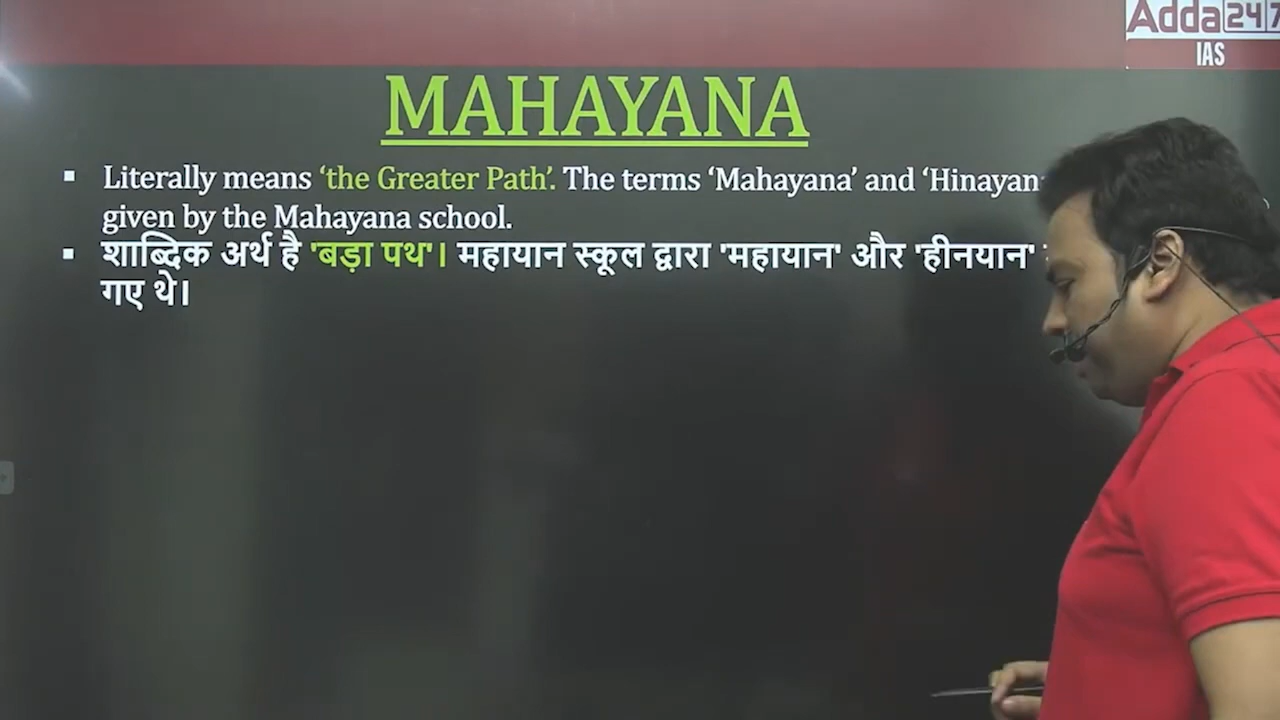 Adda247
IAS
MAHAYANA
▪ Literally means ‘the Greater Path’. The terms ‘Mahayana’ and ‘Hinayan
given by the Mahayana school.
▪ शाब्दिक अर्थ है 'बड़ा पथ'। महायान स्कूल द्वारा 'महायान' और 'हीनयान'
गए थे।